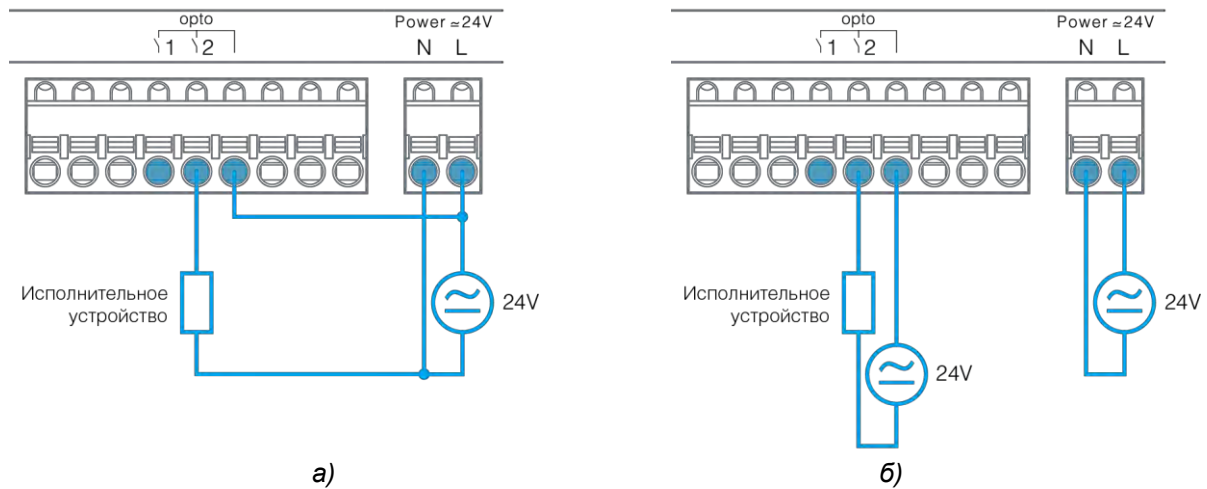 opto
1 2
Power ≃24V
N L
Исполнительное
устройство
24V
а)
opto
1 2
Power ≃24V
N L
Исполнительное
устройство
24V
24V
б)